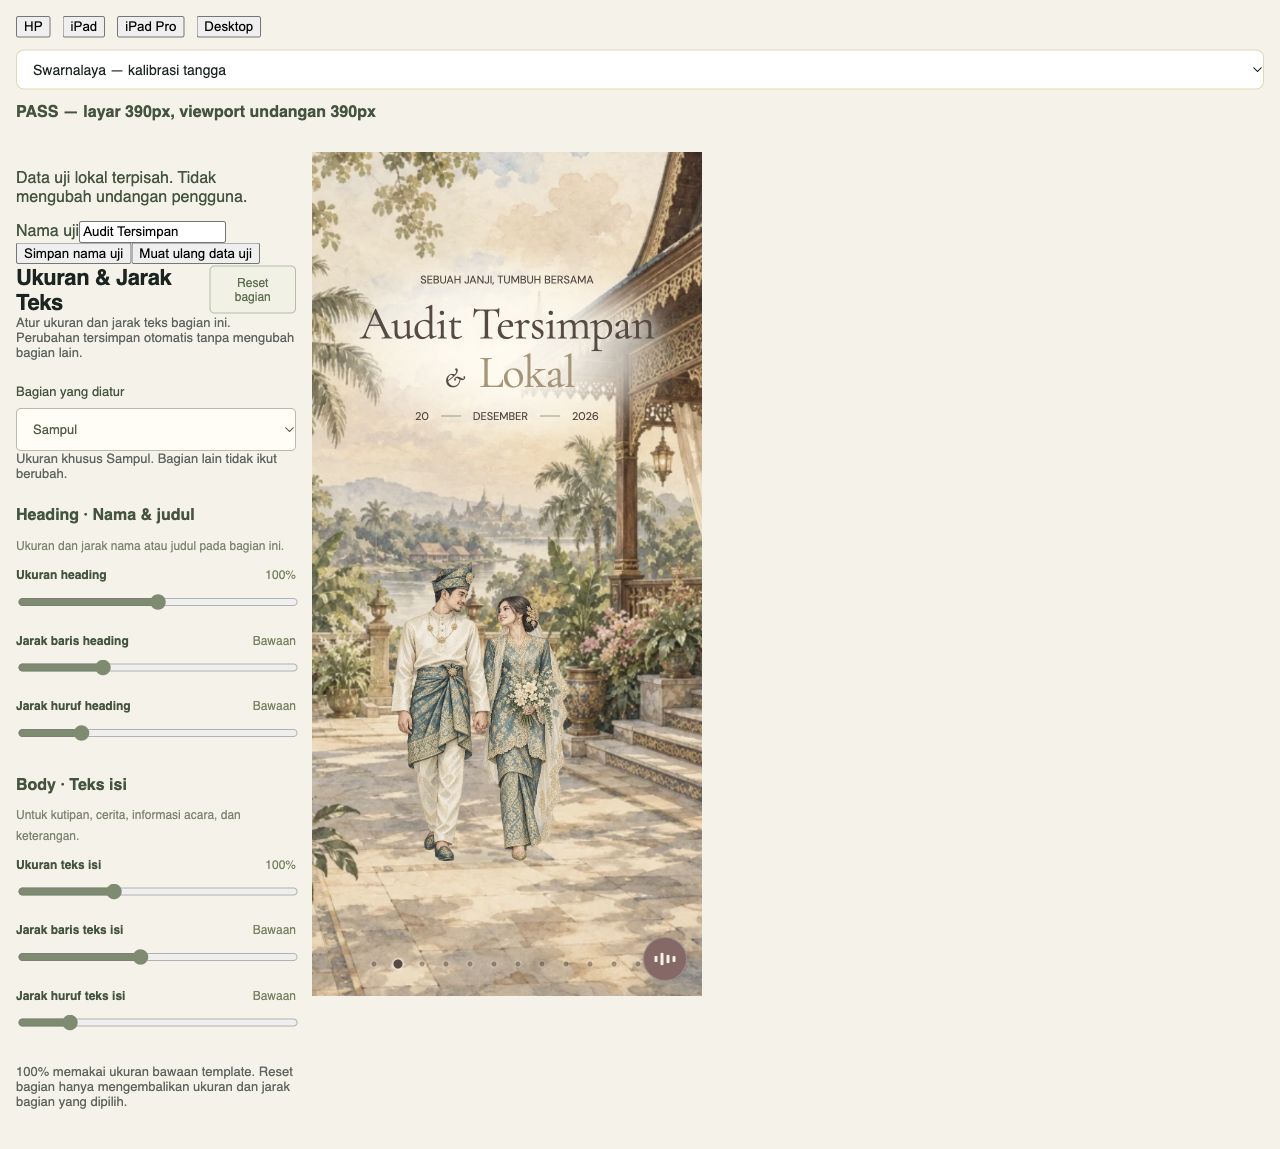 HP
iPad
iPad Pro
Desktop
Swarnalaya — kalibrasi tangga
PASS — layar 390px, viewport undangan 390px
Data uji lokal terpisah. Tidak
mengubah undangan pengguna.
Nama uji Audit Tersimpan
Simpan nama uji Muat ulang data uji
Ukuran & Jarak
Teks
Reset
bagian
Atur ukuran dan jarak teks bagian ini.
Perubahan tersimpan otomatis tanpa mengubah
bagian lain.
Bagian yang diatur
Sampul
Ukuran khusus Sampul. Bagian lain tidak ikut
berubah.
Heading · Nama & judul
Ukuran dan jarak nama atau judul pada bagian ini.
Ukuran heading 100%
Jarak baris heading Bawaan
Jarak huruf heading Bawaan
Body · Teks isi
Untuk kutipan, cerita, informasi acara, dan
keterangan.
Ukuran teks isi 100%
Jarak baris teks isi Bawaan
Jarak huruf teks isi Bawaan
100% memakai ukuran bawaan template. Reset
bagian hanya mengembalikan ukuran dan jarak
bagian yang dipilih.
SEBUAH JANJI, TUMBUH BERSAMA
Audit Tersimpan
& Lokal
20 — DESEMBER — 2026